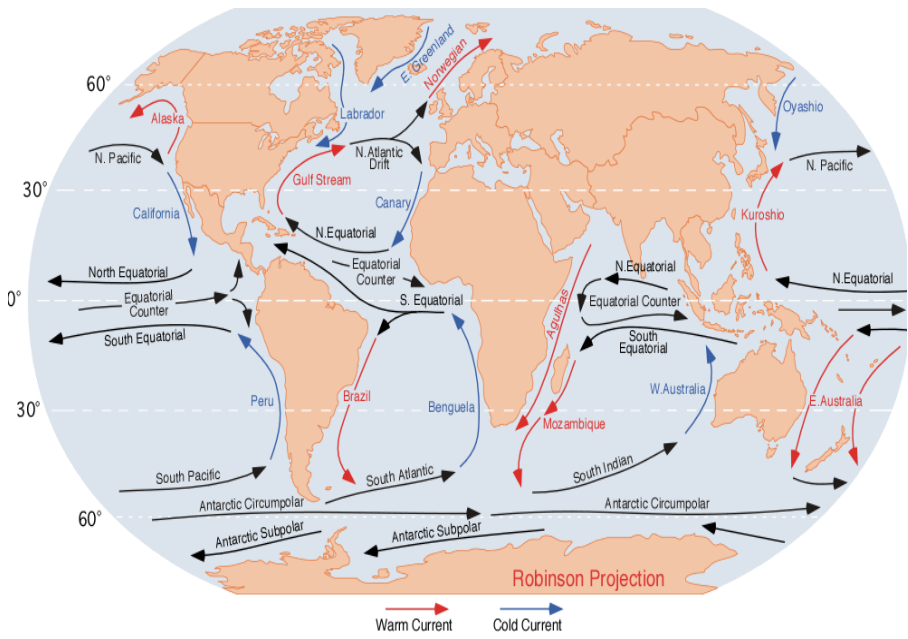 E. Greenland
Norwegian
60°
Labrador
Oyashio
Alaska
N. Pacific
N.Atlantic
Drift
N. Pacific
Gulf Stream
30°
California
Canary
Kuroshio
N.Equatorial
North Equatorial
Equatorial
Counter
N.Equatorial
N.Equatorial
0°
Equatorial
Counter
S. Equatorial
Agulhas
Equatorial Counter
South Equatorial
South
Equatorial
Peru
Brazil
Benguela
W.Australia
E.Australia
30°
Mozambique
South Pacific
South Atlantic
South Indian
Antarctic Circumpolar
Antarctic Circumpolar
60°
Antarctic Subpolar
Antarctic Subpolar
Robinson Projection
Warm Current
Cold Current